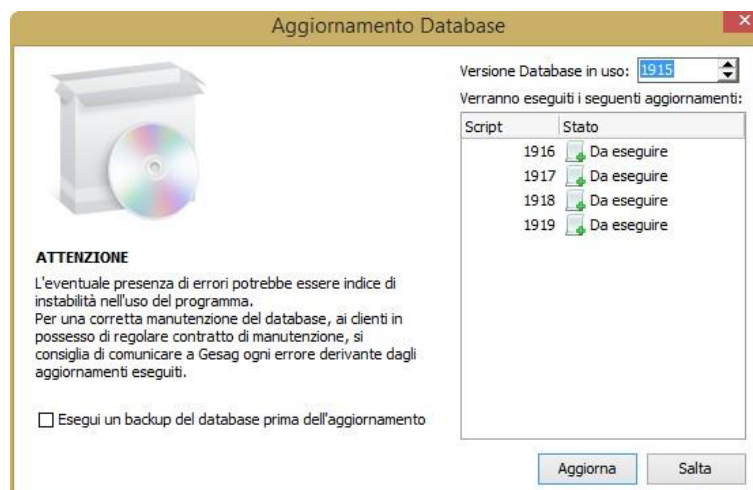 Aggiornamento Database
Versione Database in uso: 1915
Verranno eseguiti i seguenti aggiornamenti:
Script Stato
1916 Da eseguire
1917 Da eseguire
1918 Da eseguire
1919 Da eseguire
ATTENZIONE
L'eventuale presenza di errori potrebbe essere indice di
instabilità nell'uso del programma.
Per una corretta manutenzione del database, ai clienti in
possesso di regolare contratto di manutenzione, si
consiglia di comunicare a Gesag ogni errore derivante dagli
aggiornamenti eseguiti.
Esegui un backup del database prima dell'aggiornamento
Aggiorna Salta